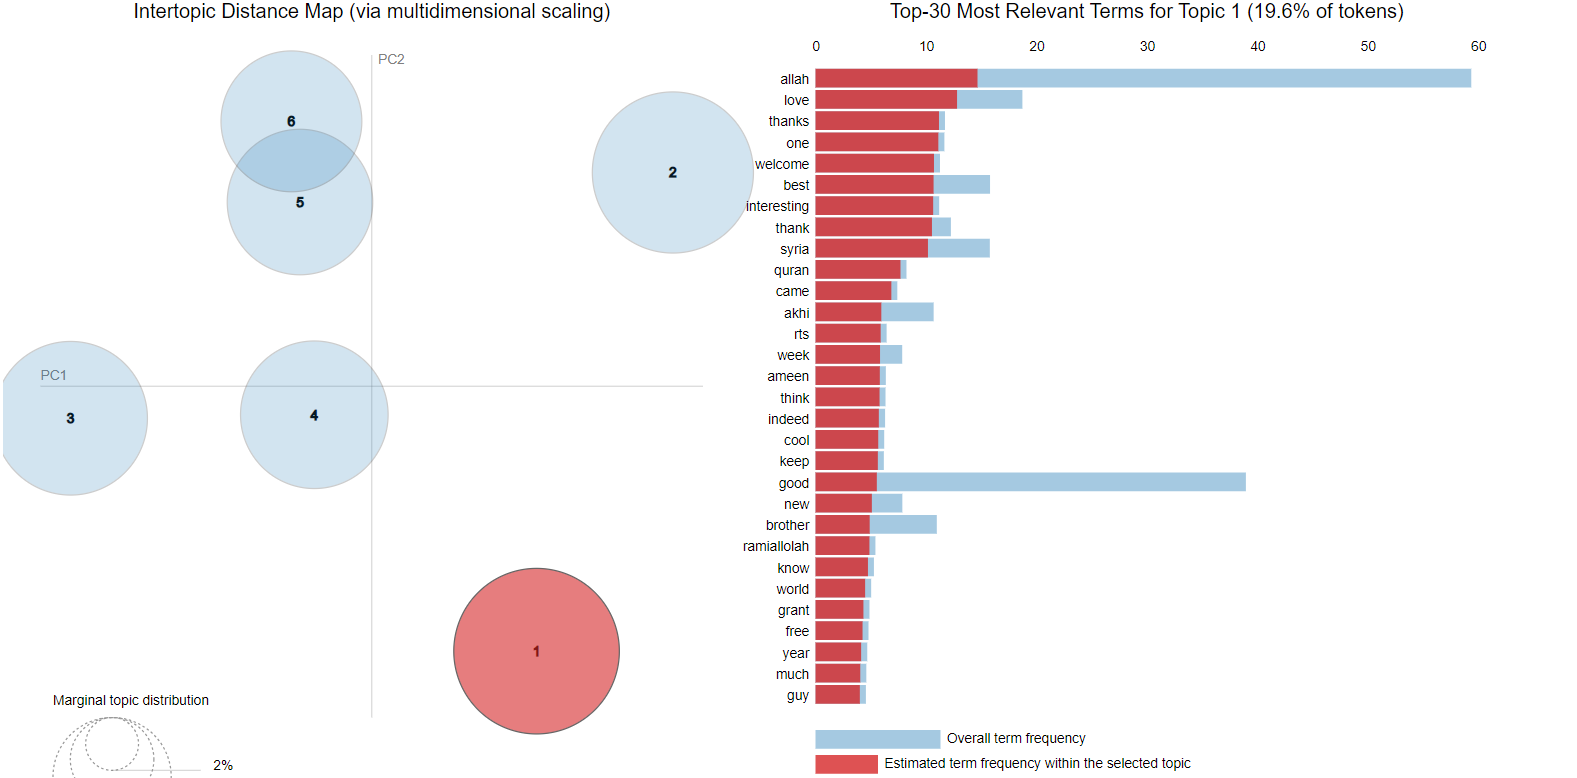 Intertopic Distance Map (via multidimensional scaling)
PC2
6
5
2
PC1
3
4
1
Marginal topic distribution
2%
Top-30 Most Relevant Terms for Topic 1 (19.6% of tokens)
0 10 20 30 40 50 60
allah
love
thanks
one
welcome
best
interesting
thank
syria
quran
came
akhi
rts
week
ameen
think
indeed
cool
keep
good
new
brother
ramiallolah
know
world
grant
free
year
much
guy
Overall term frequency
Estimated term frequency within the selected topic